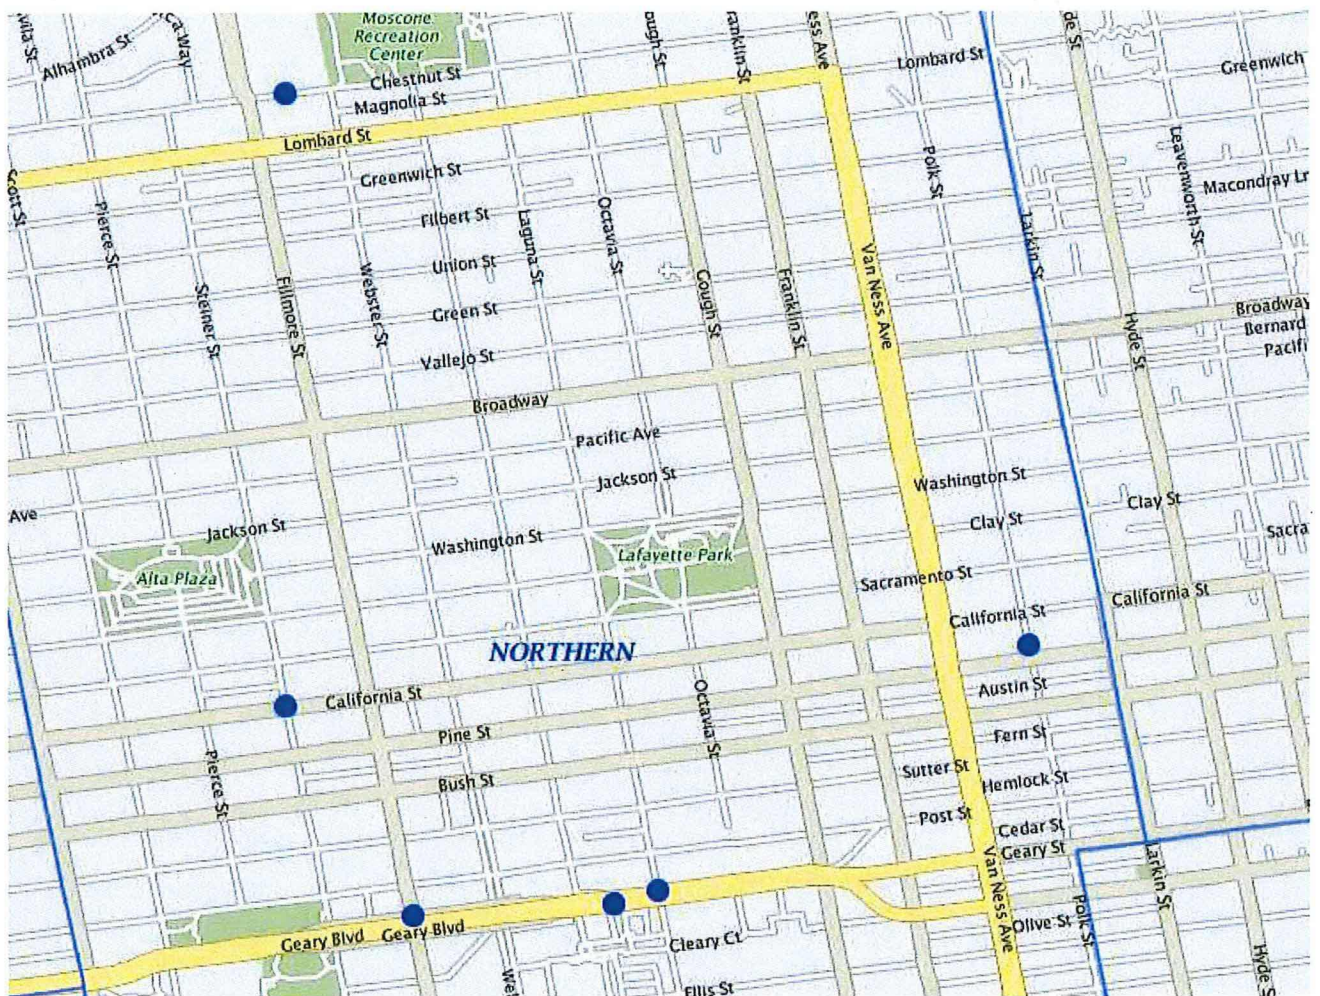 Alhambra St
Moscone
Recreation
Center
Chestnut St
Magnolia St
Lombard St
Lombard St
Greenwich
Greenwich St
Polk St
Leavenworth St
Macondray Ln
Scott St
Pierce St
Filbert St
Laguna St
Octavia St
Larkin St
Union St
Van Ness Ave
Steiner St
Fillmore St
Webster St
Gough St
Franklin St
Green St
Hyde St
Broadway
Bernard
Vallejo St
Broadway
Pacific Ave
Jackson St
Washington St
Clay St
Clay St
Ave
Jackson St
Washington St
Lafayette Park
Alta Plaza
Sacramento St
California St
California St
NORTHERN
California St
Austin St
Octavia St
Pine St
Fern St
Pierce St
Bush St
Sutter St
Hemlock St
Post St
Cedar St
Geary St
Van Ness Ave
Larkin St
Geary Blvd
Geary Blvd
Cleary Ct
Olive St
Polk St
Ellis St